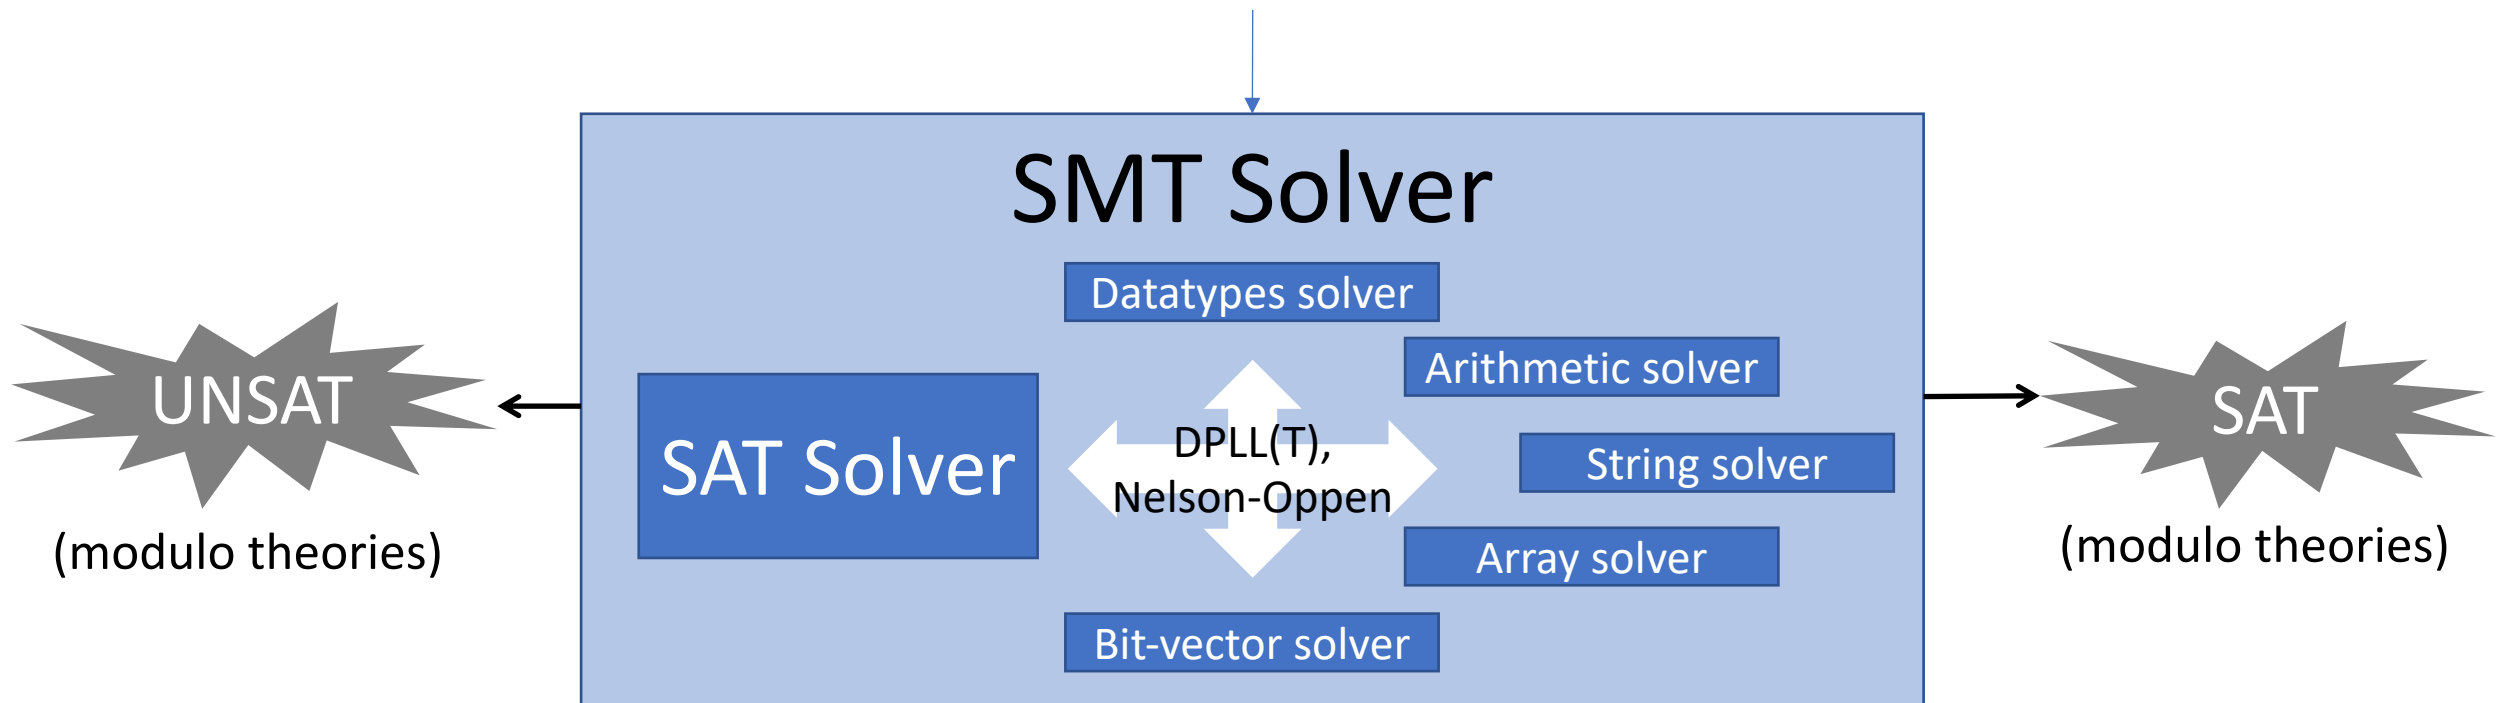 SMT Solver
Datatypes solver
Arithmetic solver
UNSAT
SAT
SAT Solver
DPLL(T),
Nelson-Oppen
Strings solver
(modulo theories)
(modulo theories)
Array solver
Bit-vector solver